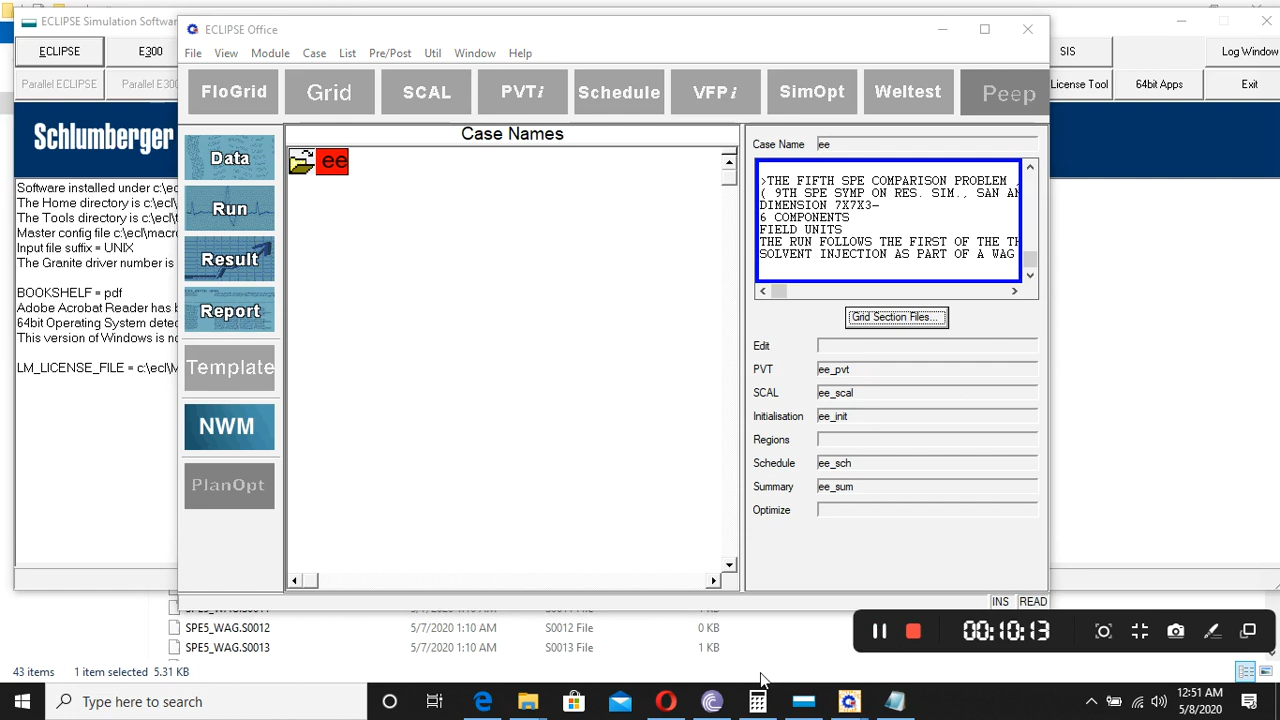 ECLIPSE Simulation Softwar
ECLIPSE
E300
Parallel ECLIPSE
Parallel E300
SIS
Log Window
License Tool
64bit Apps
Exit
Schlumberger
Software installed under c:\ec
The Home directory is c:\ecl
The Tools directory is c:\ecl
Master config file c:\ecl\macro
Input file suffix = UNIX
The Granite driver number is
BOOKSHELF = pdf
Adobe Acrobat Reader has b
64bit Operating System detec
This version of Windows is no
LM_LICENSE_FILE = c:\ecl\M
ECLIPSE Office
File View Module Case List Pre/Post Util Window Help
FloGrid Grid SCAL PVTi Schedule VFPi SimOpt Weltest Peep
Data
Run
Result
Report
Template
NWM
PlanOpt
Case Names
ee
Case Name ee
>THE FIFTH SPE COMPARISON PROBLEM
( 9TH SPE SYMP ON RES. SIM., SAN AN
DIMENSION 7X7X3-
6 COMPONENTS
FIELD UNITS
THE RUN FOLLOWS THE FIRST OF THE TH
SOLVENT INJECTION AS PART OF A WAG
Grid Section Files...
Edit
PVT ee_pvt
SCAL ee_scal
Initialisation ee_init
Regions
Schedule ee_sch
Summary ee_sum
Optimize
INS READ
SPE5_WAG.S0012 5/7/2020 1:10 AM S0012 File 0 KB
SPE5_WAG.S0013 5/7/2020 1:10 AM S0013 File 1 KB
43 items 1 item selected 5.31 KB
00:10:13
Type here to search
12:51 AM
5/8/2020